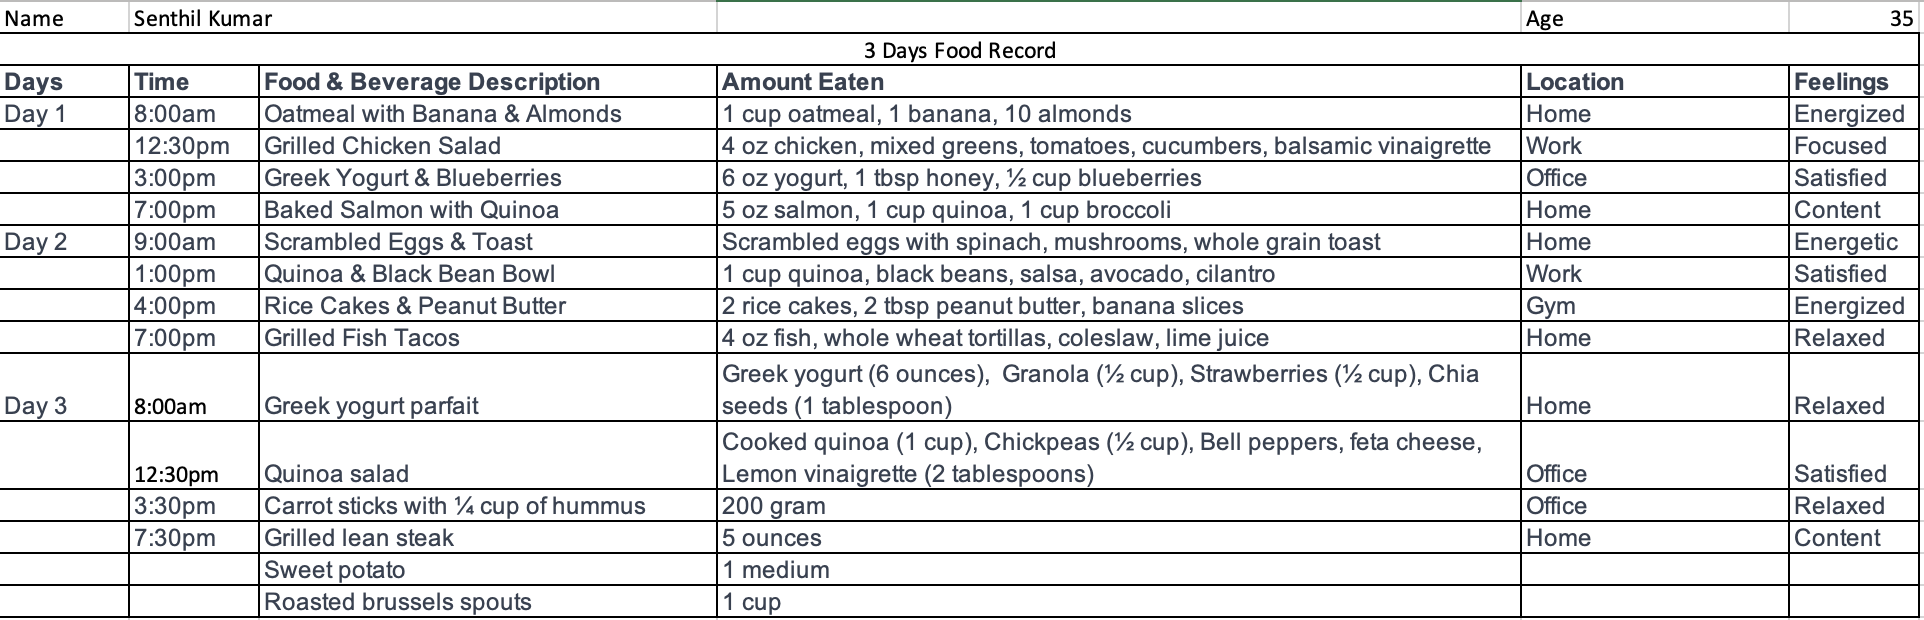 Name Senthil Kumar Age 35
3 Days Food Record
Days Time Food & Beverage Description Amount Eaten Location Feelings
Day 1 8:00am Oatmeal with Banana & Almonds 1 cup oatmeal, 1 banana, 10 almonds Home Energized
12:30pm Grilled Chicken Salad 4 oz chicken, mixed greens, tomatoes, cucumbers, balsamic vinaigrette Work Focused
3:00pm Greek Yogurt & Blueberries 6 oz yogurt, 1 tbsp honey, ½ cup blueberries Office Satisfied
7:00pm Baked Salmon with Quinoa 5 oz salmon, 1 cup quinoa, 1 cup broccoli Home Content
Day 2 9:00am Scrambled Eggs & Toast Scrambled eggs with spinach, mushrooms, whole grain toast Home Energetic
1:00pm Quinoa & Black Bean Bowl 1 cup quinoa, black beans, salsa, avocado, cilantro Work Satisfied
4:00pm Rice Cakes & Peanut Butter 2 rice cakes, 2 tbsp peanut butter, banana slices Gym Energized
7:00pm Grilled Fish Tacos 4 oz fish, whole wheat tortillas, coleslaw, lime juice Home Relaxed
Greek yogurt (6 ounces), Granola (½ cup), Strawberries (½ cup), Chia
Day 3 8:00am Greek yogurt parfait seeds (1 tablespoon) Home Relaxed
Cooked quinoa (1 cup), Chickpeas (½ cup), Bell peppers, feta cheese,
12:30pm Quinoa salad Lemon vinaigrette (2 tablespoons) Office Satisfied
3:30pm Carrot sticks with ¼ cup of hummus 200 gram Office Relaxed
7:30pm Grilled lean steak 5 ounces Home Content
Sweet potato 1 medium
Roasted brussels spouts 1 cup